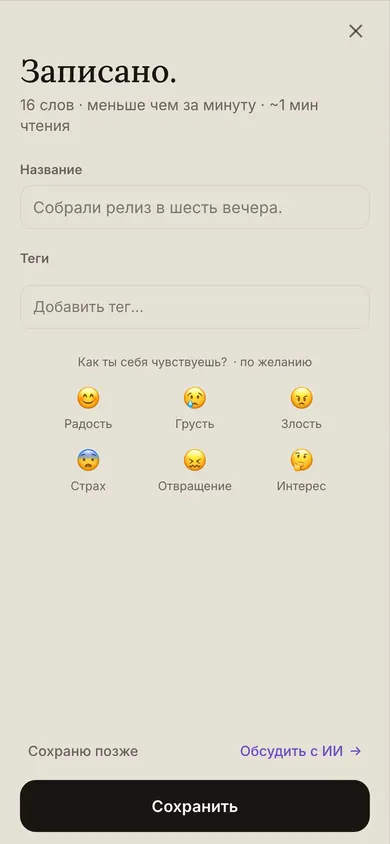 Записано.
16 слов · меньше чем за минуту · ~1 мин
чтения
Название
Собрали релиз в шесть вечера.
Теги
Добавить тег...
Как ты себя чувствуешь? · по желанию
Радость
Грусть
Злость
Страх
Отвращение
Интерес
Сохраню позже
Обсудить с ИИ →
Сохранить